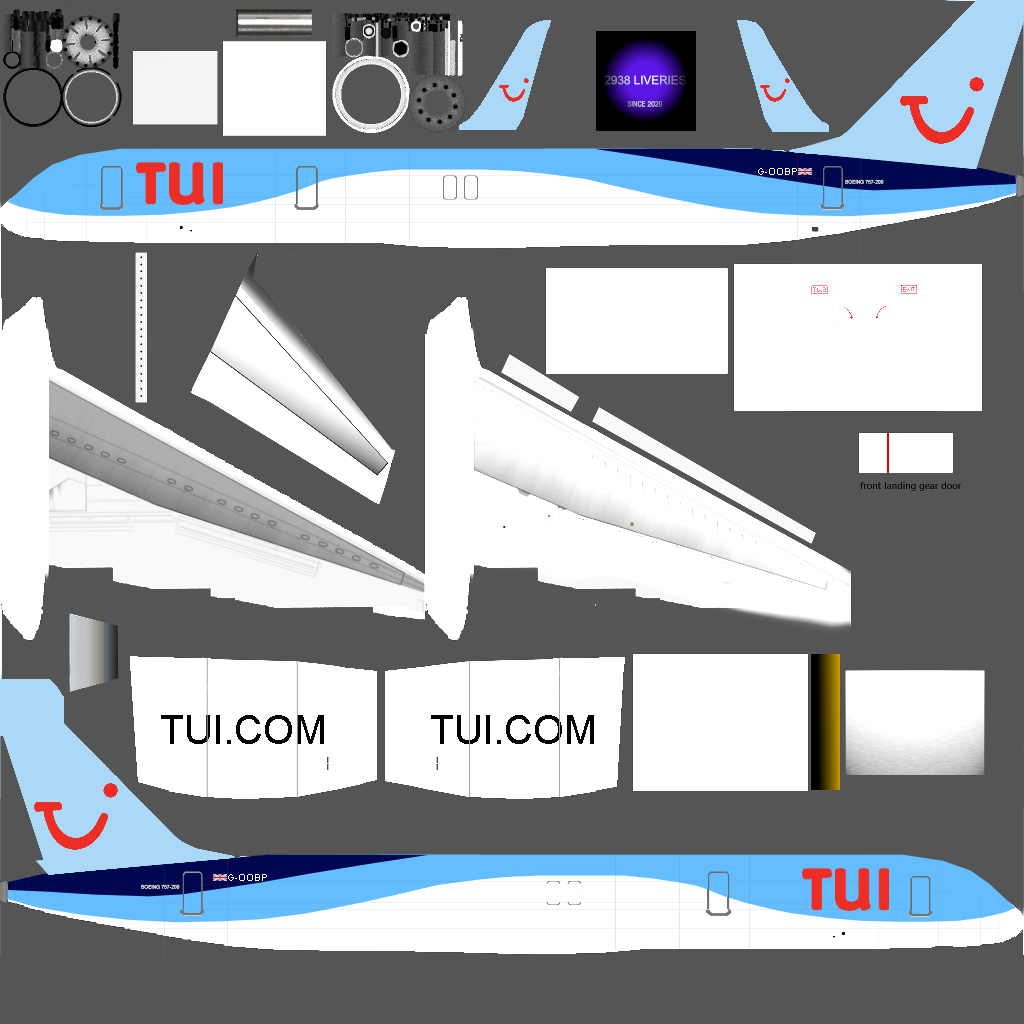 2938 LIVERIES
SINCE 2020
TUI
G-OOBP
BOEING 757-200
EXIT
front landing gear door
TUI.COM
TUI.COM
BOEING 757-200
G-OOBP
TUI